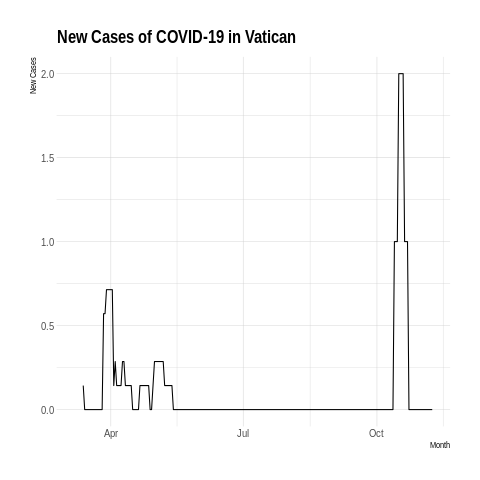 New Cases of COVID-19 in Vatican
New Cases
2.0
1.5
1.0
0.5
0.0
Apr
Jul
Oct
Month